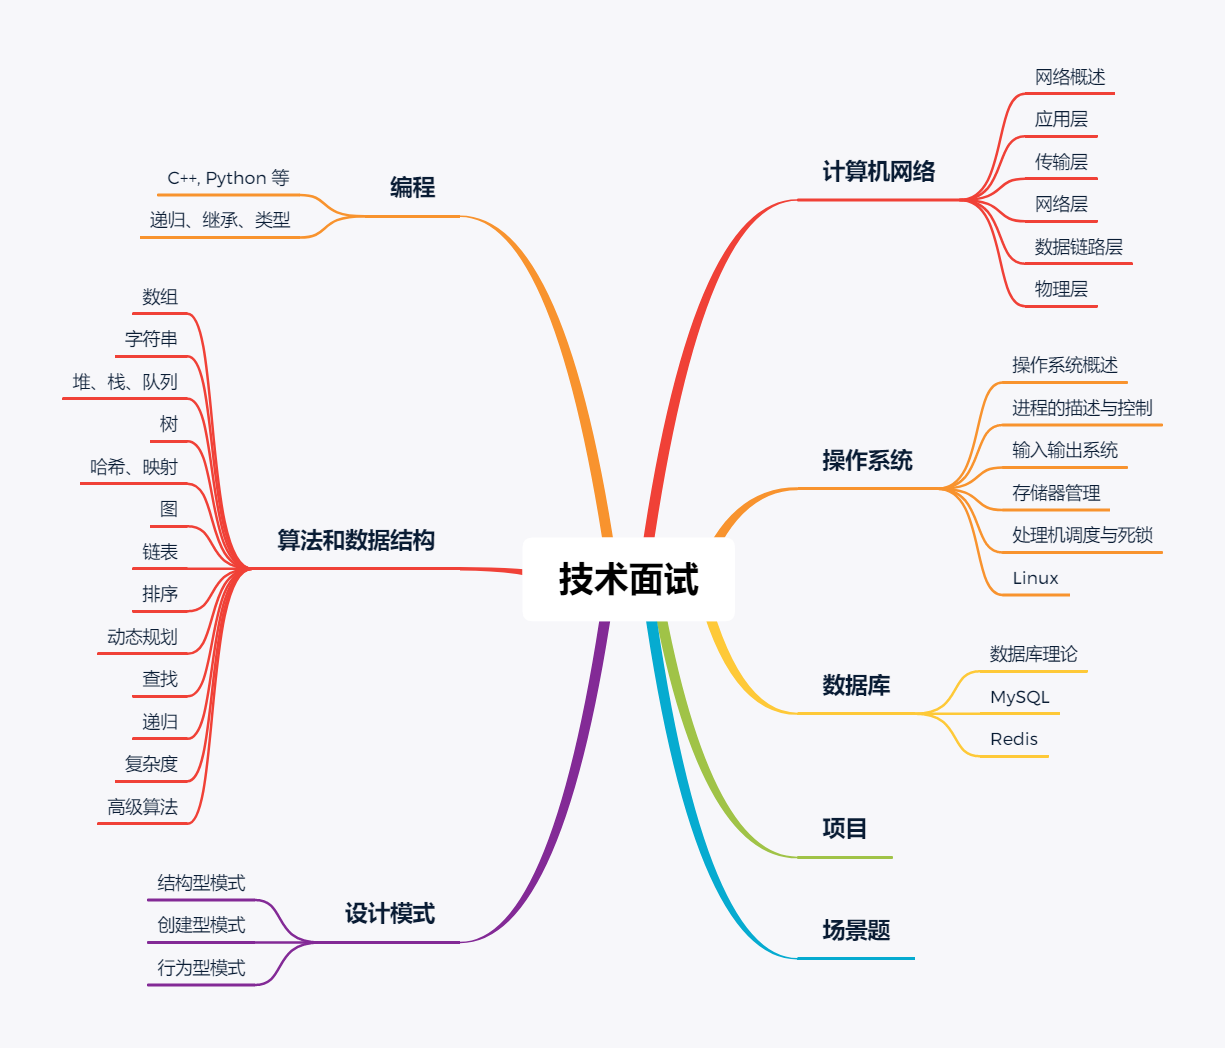 技术面试
计算机网络
网络概述
应用层
传输层
网络层
数据链路层
物理层
操作系统
操作系统概述
进程的描述与控制
输入输出系统
存储器管理
处理机调度与死锁
Linux
数据库
数据库理论
MySQL
Redis
项目
场景题
编程
C++, Python 等
递归、继承、类型
算法和数据结构
数组
字符串
堆、栈、队列
树
哈希、映射
图
链表
排序
动态规划
查找
递归
复杂度
高级算法
设计模式
结构型模式
创建型模式
行为型模式